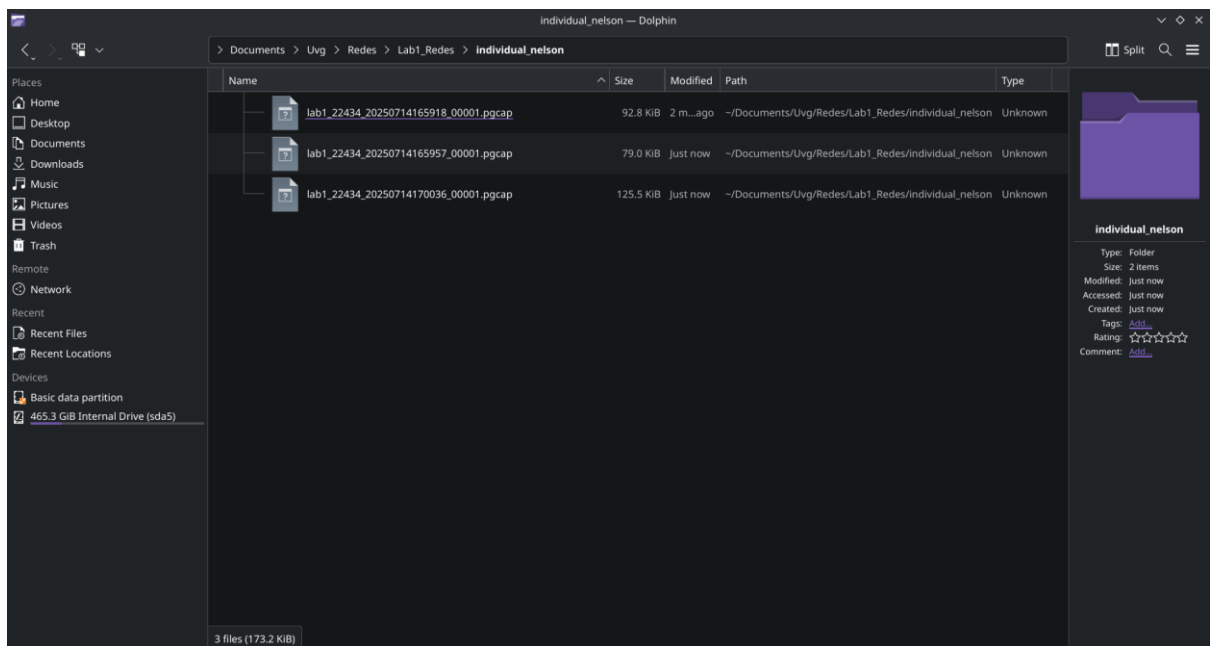 individual_nelson — Dolphin
Documents > Uvg > Redes > Lab1_Redes > individual_nelson
Split
Places
Home
Desktop
Documents
Downloads
Music
Pictures
Videos
Trash
Remote
Network
Recent
Recent Files
Recent Locations
Devices
Basic data partition
465.3 GiB Internal Drive (sda5)
Name Size Modified Path Type
lab1_22434_20250714165918_00001.pgcap 92.8 KiB 2 m...ago ~/Documents/Uvg/Redes/Lab1_Redes/individual_nelson Unknown
lab1_22434_20250714165957_00001.pgcap 79.0 KiB Just now ~/Documents/Uvg/Redes/Lab1_Redes/individual_nelson Unknown
lab1_22434_20250714170036_00001.pgcap 125.5 KiB Just now ~/Documents/Uvg/Redes/Lab1_Redes/individual_nelson Unknown
3 files (173.2 KiB)
individual_nelson
Type: Folder
Size: 2 items
Modified: Just now
Accessed: Just now
Created: Just now
Tags: Add...
Rating:
Comment: Add...